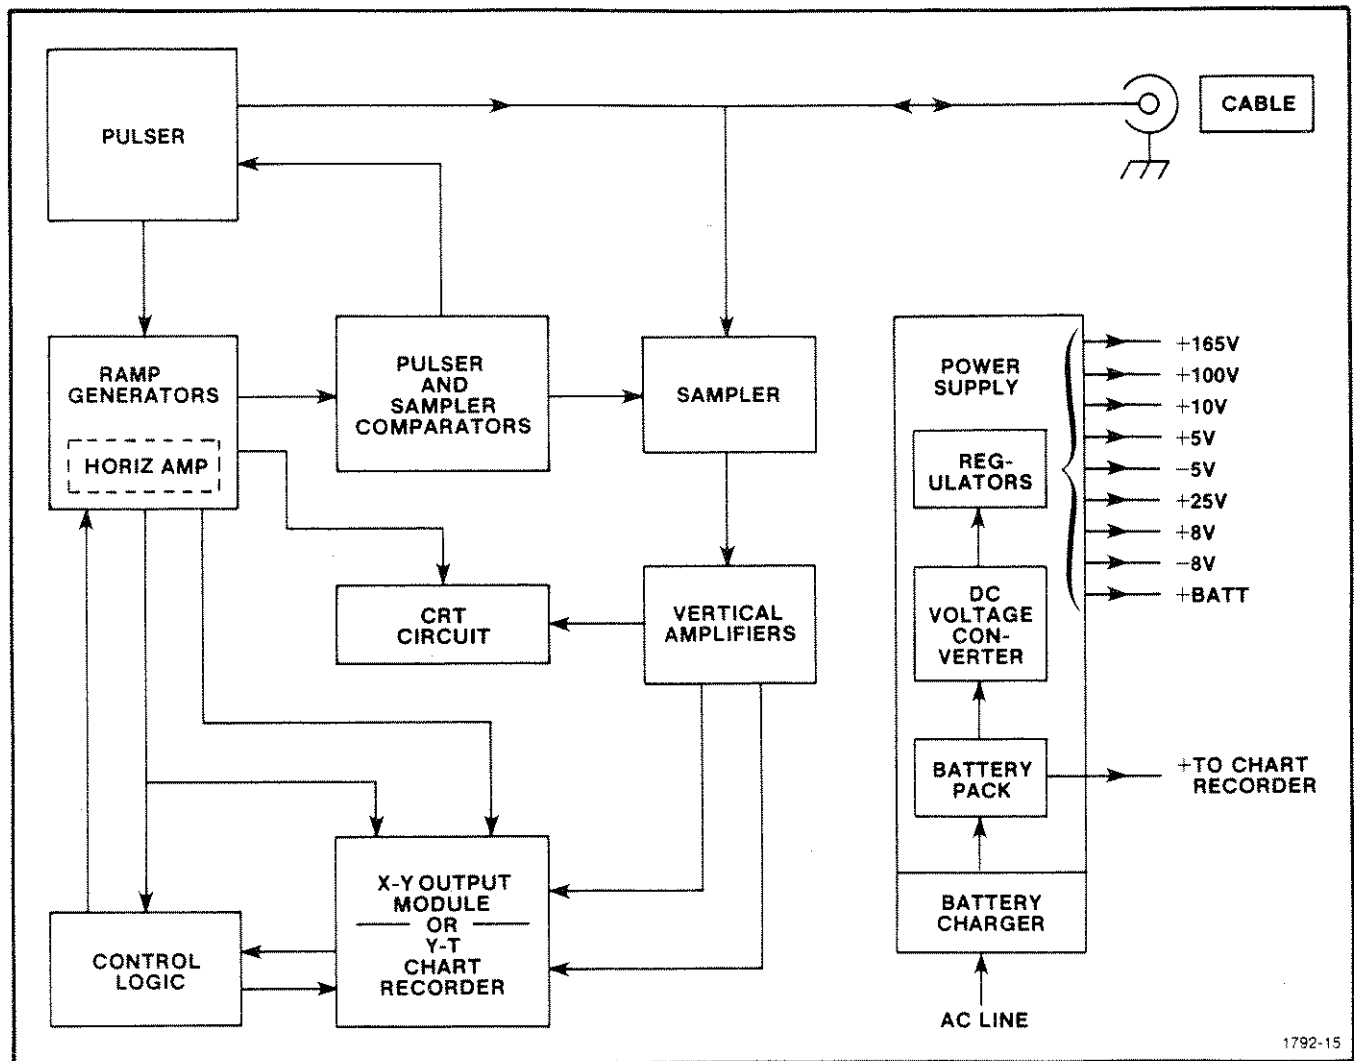 PULSER
CABLE
RAMP
GENERATORS
HORIZ AMP
PULSER
AND
SAMPLER
COMPARATORS
SAMPLER
CRT
CIRCUIT
VERTICAL
AMPLIFIERS
X-Y OUTPUT
MODULE
OR
Y-T
CHART
RECORDER
CONTROL
LOGIC
POWER
SUPPLY
REG-
ULATORS
DC
VOLTAGE
CON-
VERTER
BATTERY
PACK
BATTERY
CHARGER
AC LINE
+165V
+100V
+10V
+5V
-5V
+25V
+8V
-8V
+BATT
+TO CHART
RECORDER
1792-15